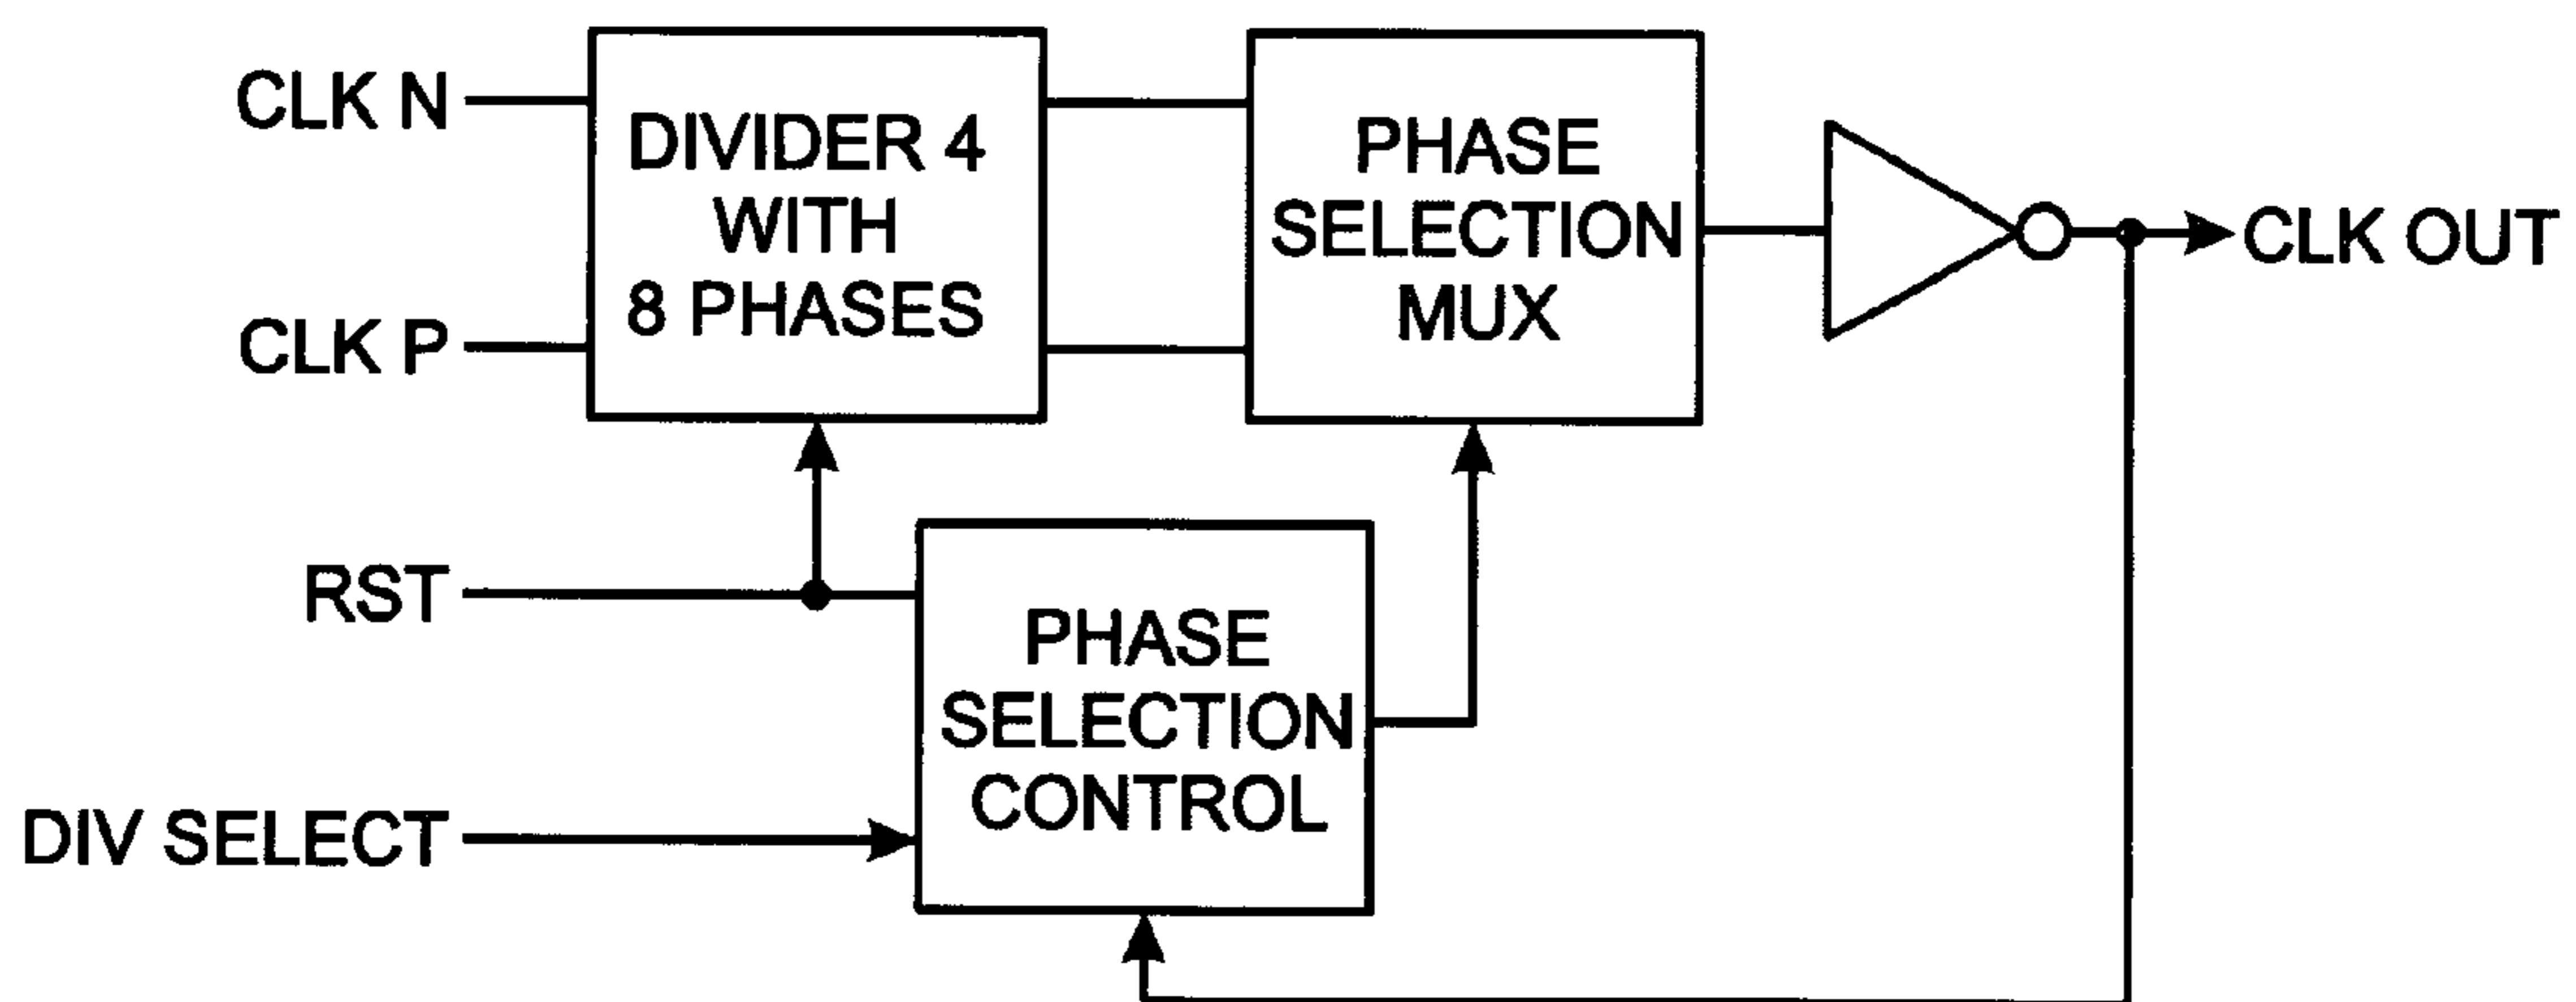 CLK N
CLK P
DIVIDER 4
WITH
8 PHASES
PHASE
SELECTION
MUX
CLK OUT
RST
DIV SELECT
PHASE
SELECTION
CONTROL